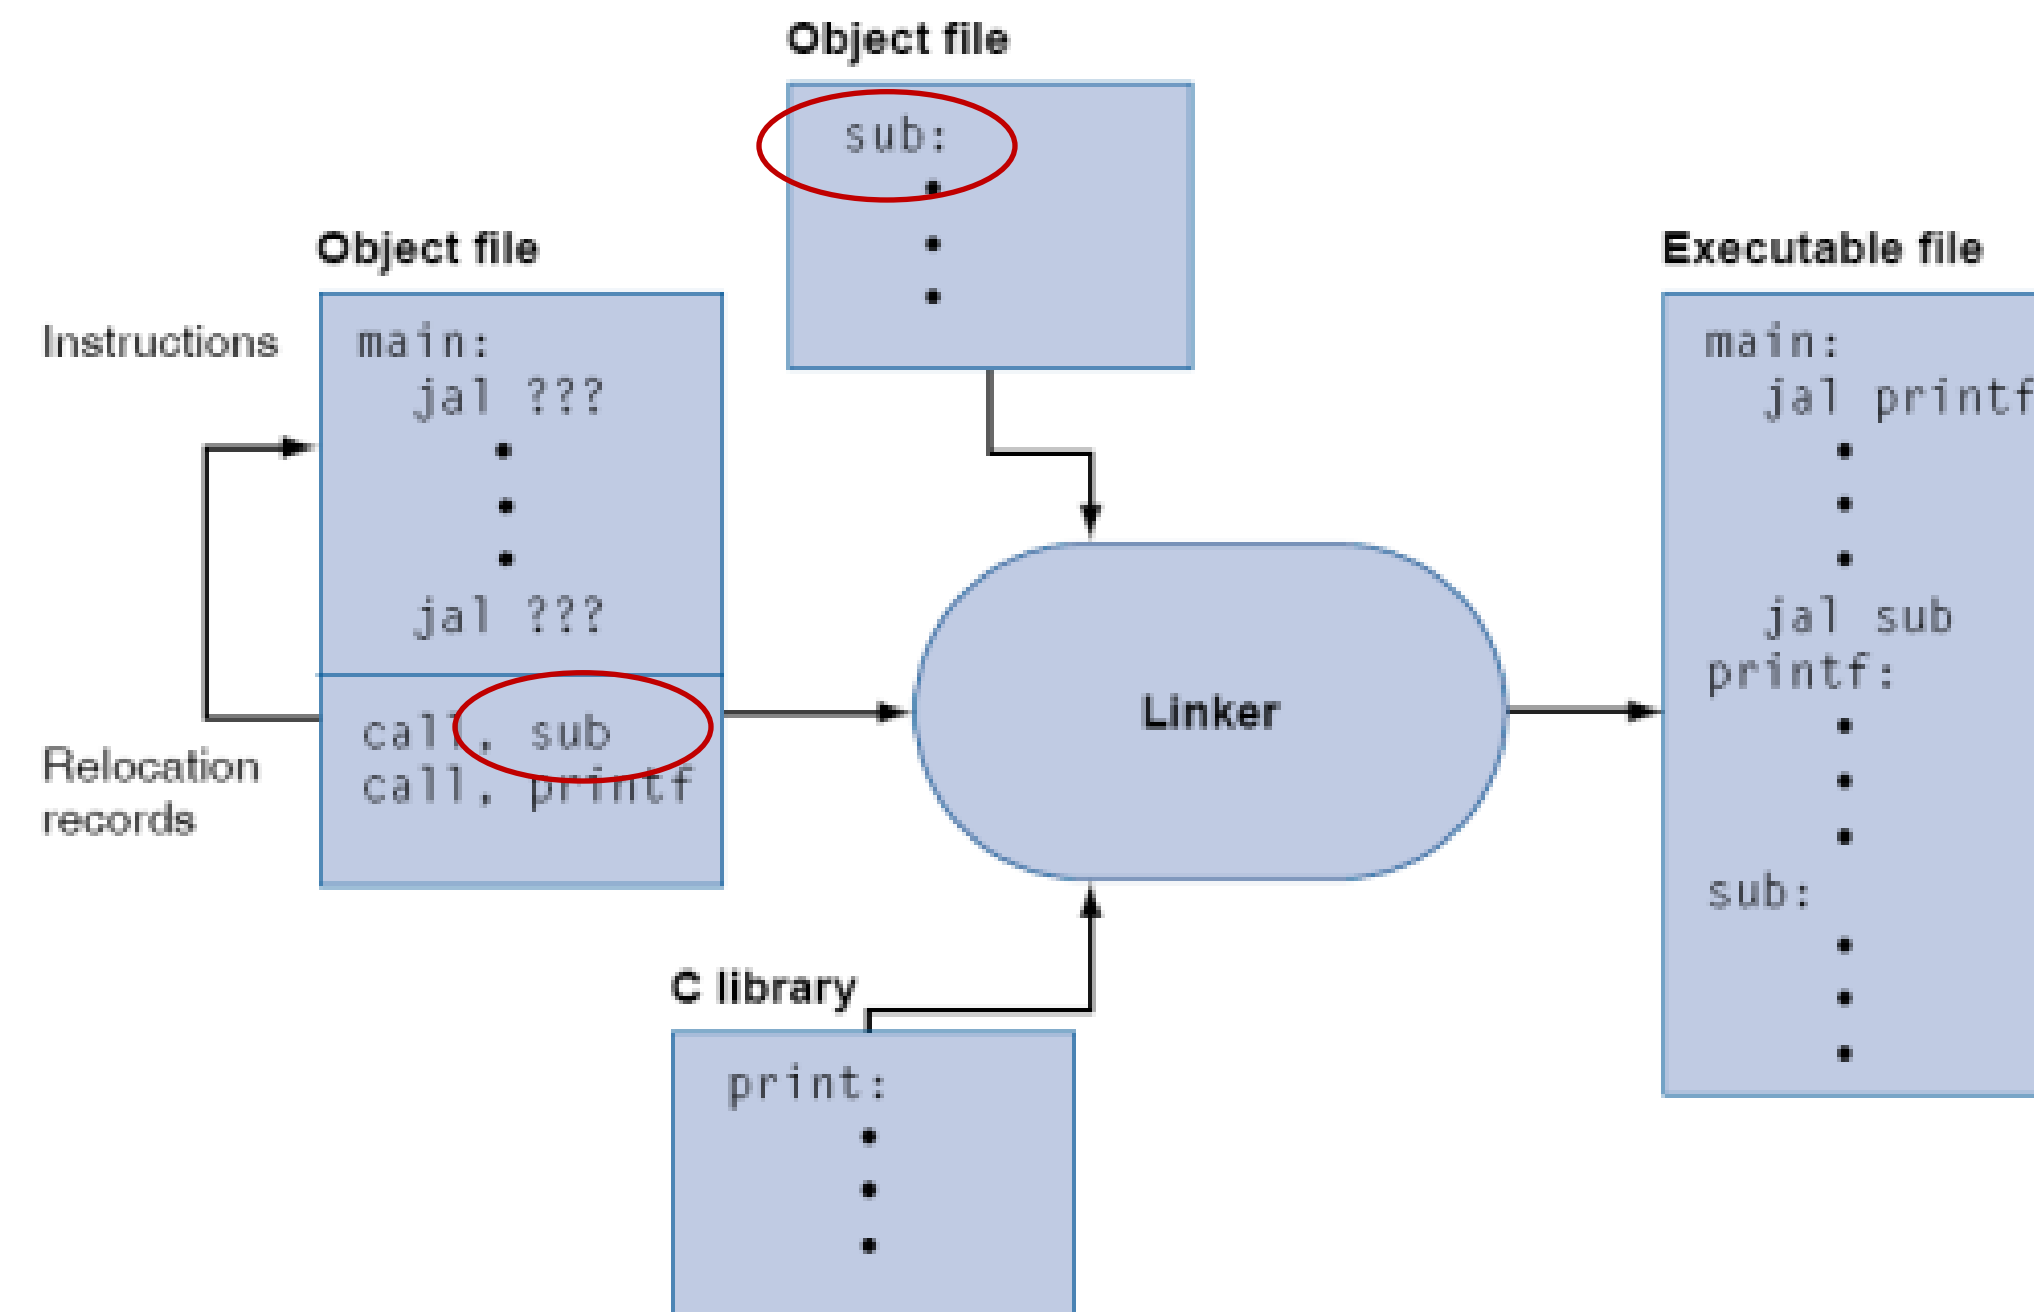 Object file
sub:
Object file
Instructions
main:
jal ???
jal ???
Relocation
records
call, sub
call, printf
Linker
C library
print:
Executable file
main:
jal printf
jal sub
printf:
sub: